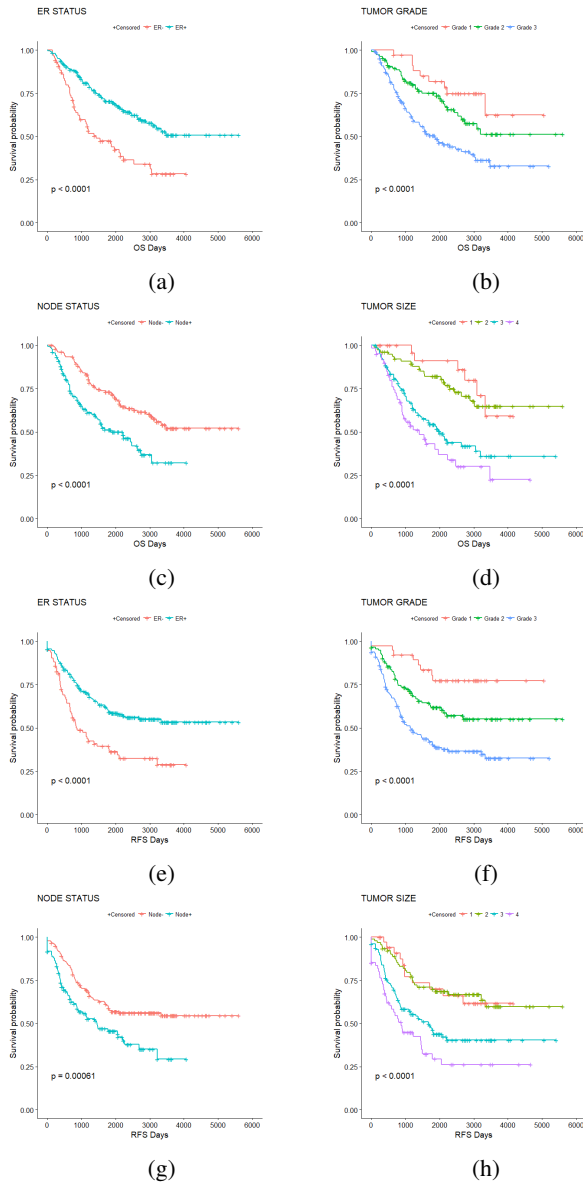 ER STATUS
+Censored ER- ER+
1.00
0.75
0.50
0.25
0.00
Survival probability
p < 0.0001
0 1000 2000 3000 4000 5000 6000
OS Days
(a)
TUMOR GRADE
+Censored Grade 1 Grade 2 Grade 3
1.00
0.75
0.50
0.25
0.00
Survival probability
p < 0.0001
0 1000 2000 3000 4000 5000 6000
OS Days
(b)
NODE STATUS
+Censored Node- Node+
1.00
0.75
0.50
0.25
0.00
Survival probability
p < 0.0001
0 1000 2000 3000 4000 5000 6000
OS Days
(c)
TUMOR SIZE
+Censored 1 2 3 4
1.00
0.75
0.50
0.25
0.00
Survival probability
p < 0.0001
0 1000 2000 3000 4000 5000 6000
OS Days
(d)
ER STATUS
+Censored ER- ER+
1.00
0.75
0.50
0.25
0.00
Survival probability
p < 0.0001
0 1000 2000 3000 4000 5000 6000
RFS Days
(e)
TUMOR GRADE
+Censored Grade 1 Grade 2 Grade 3
1.00
0.75
0.50
0.25
0.00
Survival probability
p < 0.0001
0 1000 2000 3000 4000 5000 6000
RFS Days
(f)
NODE STATUS
+Censored Node- Node+
1.00
0.75
0.50
0.25
0.00
Survival probability
p = 0.00061
0 1000 2000 3000 4000 5000 6000
RFS Days
(g)
TUMOR SIZE
+Censored 1 2 3 4
1.00
0.75
0.50
0.25
0.00
Survival probability
p < 0.0001
0 1000 2000 3000 4000 5000 6000
RFS Days
(h)